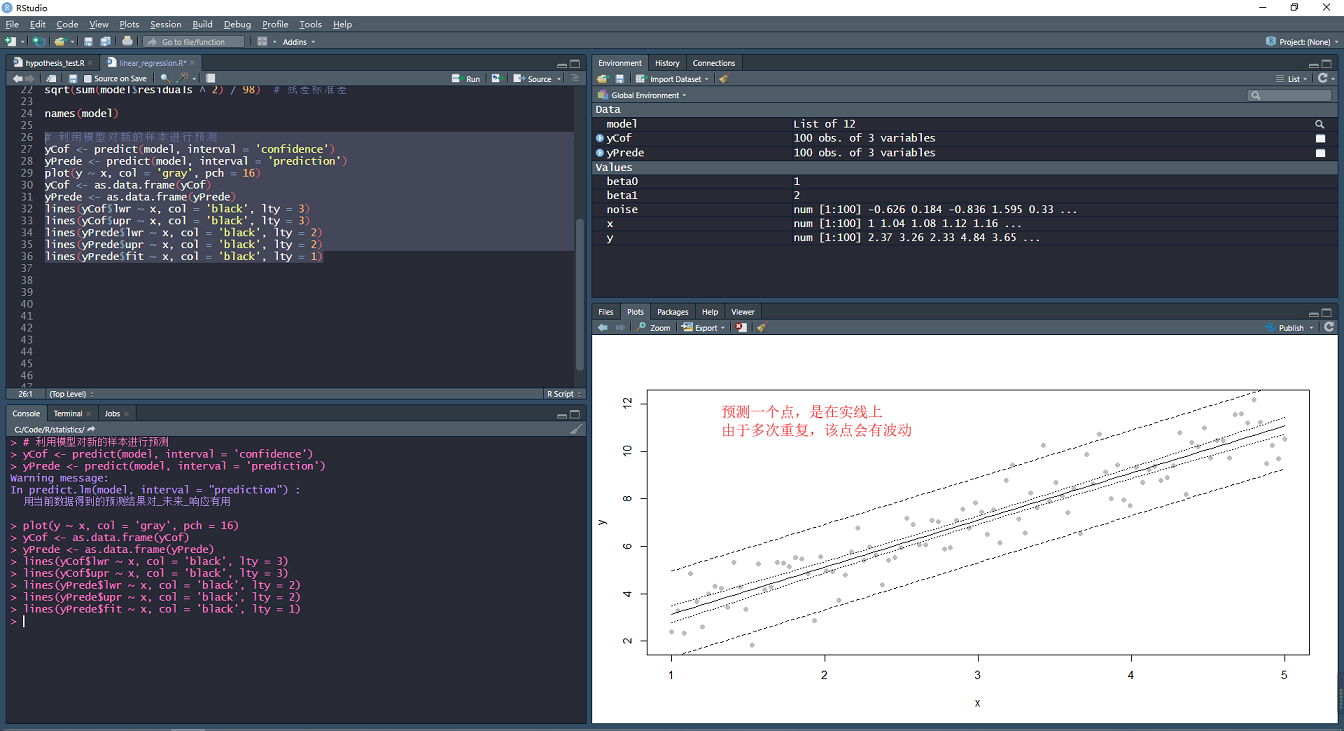 RStudio
File Edit Code View Plots Session Build Debug Profile Tools Help
Go to file/function Addins Project: (None)
hypothesis_test.R linear_regression.R*
Source on Save Run Source
22 sqrt(sum(model$residuals ^ 2) / 98) # 残差标准差
23
24 names(model)
25
26 # 利用模型对新的样本进行预测
27 yCof <- predict(model, interval = 'confidence')
28 yPrede <- predict(model, interval = 'prediction')
29 plot(y ~ x, col = 'gray', pch = 16)
30 yCof <- as.data.frame(yCof)
31 yPrede <- as.data.frame(yPrede)
32 lines(yCof$lwr ~ x, col = 'black', lty = 3)
33 lines(yCof$upr ~ x, col = 'black', lty = 3)
34 lines(yPrede$lwr ~ x, col = 'black', lty = 2)
35 lines(yPrede$upr ~ x, col = 'black', lty = 2)
36 lines(yPrede$fit ~ x, col = 'black', lty = 1)
37
38
39
40
41
42
43
44
45
46
47
26:1 (Top Level) R Script
Console Terminal Jobs
C:/Code/R/statistics/
> # 利用模型对新的样本进行预测
> yCof <- predict(model, interval = 'confidence')
> yPrede <- predict(model, interval = 'prediction')
Warning message:
In predict.lm(model, interval = "prediction") :
用当前数据得到的预测结果对_未来_响应有用
> plot(y ~ x, col = 'gray', pch = 16)
> yCof <- as.data.frame(yCof)
> yPrede <- as.data.frame(yPrede)
> lines(yCof$lwr ~ x, col = 'black', lty = 3)
> lines(yCof$upr ~ x, col = 'black', lty = 3)
> lines(yPrede$lwr ~ x, col = 'black', lty = 2)
> lines(yPrede$upr ~ x, col = 'black', lty = 2)
> lines(yPrede$fit ~ x, col = 'black', lty = 1)
>
Environment History Connections
Import Dataset List
Global Environment
Data
model List of 12
yCof 100 obs. of 3 variables
yPrede 100 obs. of 3 variables
Values
beta0 1
beta1 2
noise num [1:100] -0.626 0.184 -0.836 1.595 0.33 ...
x num [1:100] 1 1.04 1.08 1.12 1.16 ...
y num [1:100] 2.37 3.26 2.33 4.84 3.65 ...
Files Plots Packages Help Viewer
Zoom Export Publish
预测一个点，是在实线上
由于多次重复，该点会有波动
12
10
8
6
4
2
y
1 2 3 4 5
x